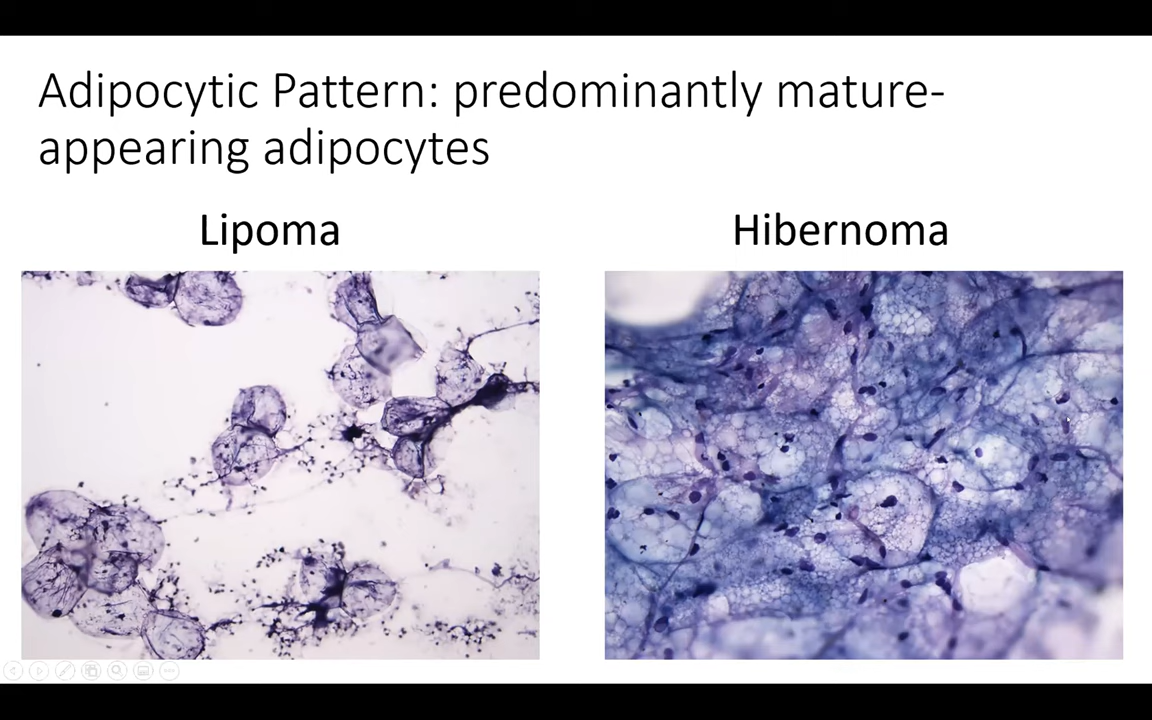 Adipocytic Pattern: predominantly mature-
appearing adipocytes
Lipoma
Hibernoma